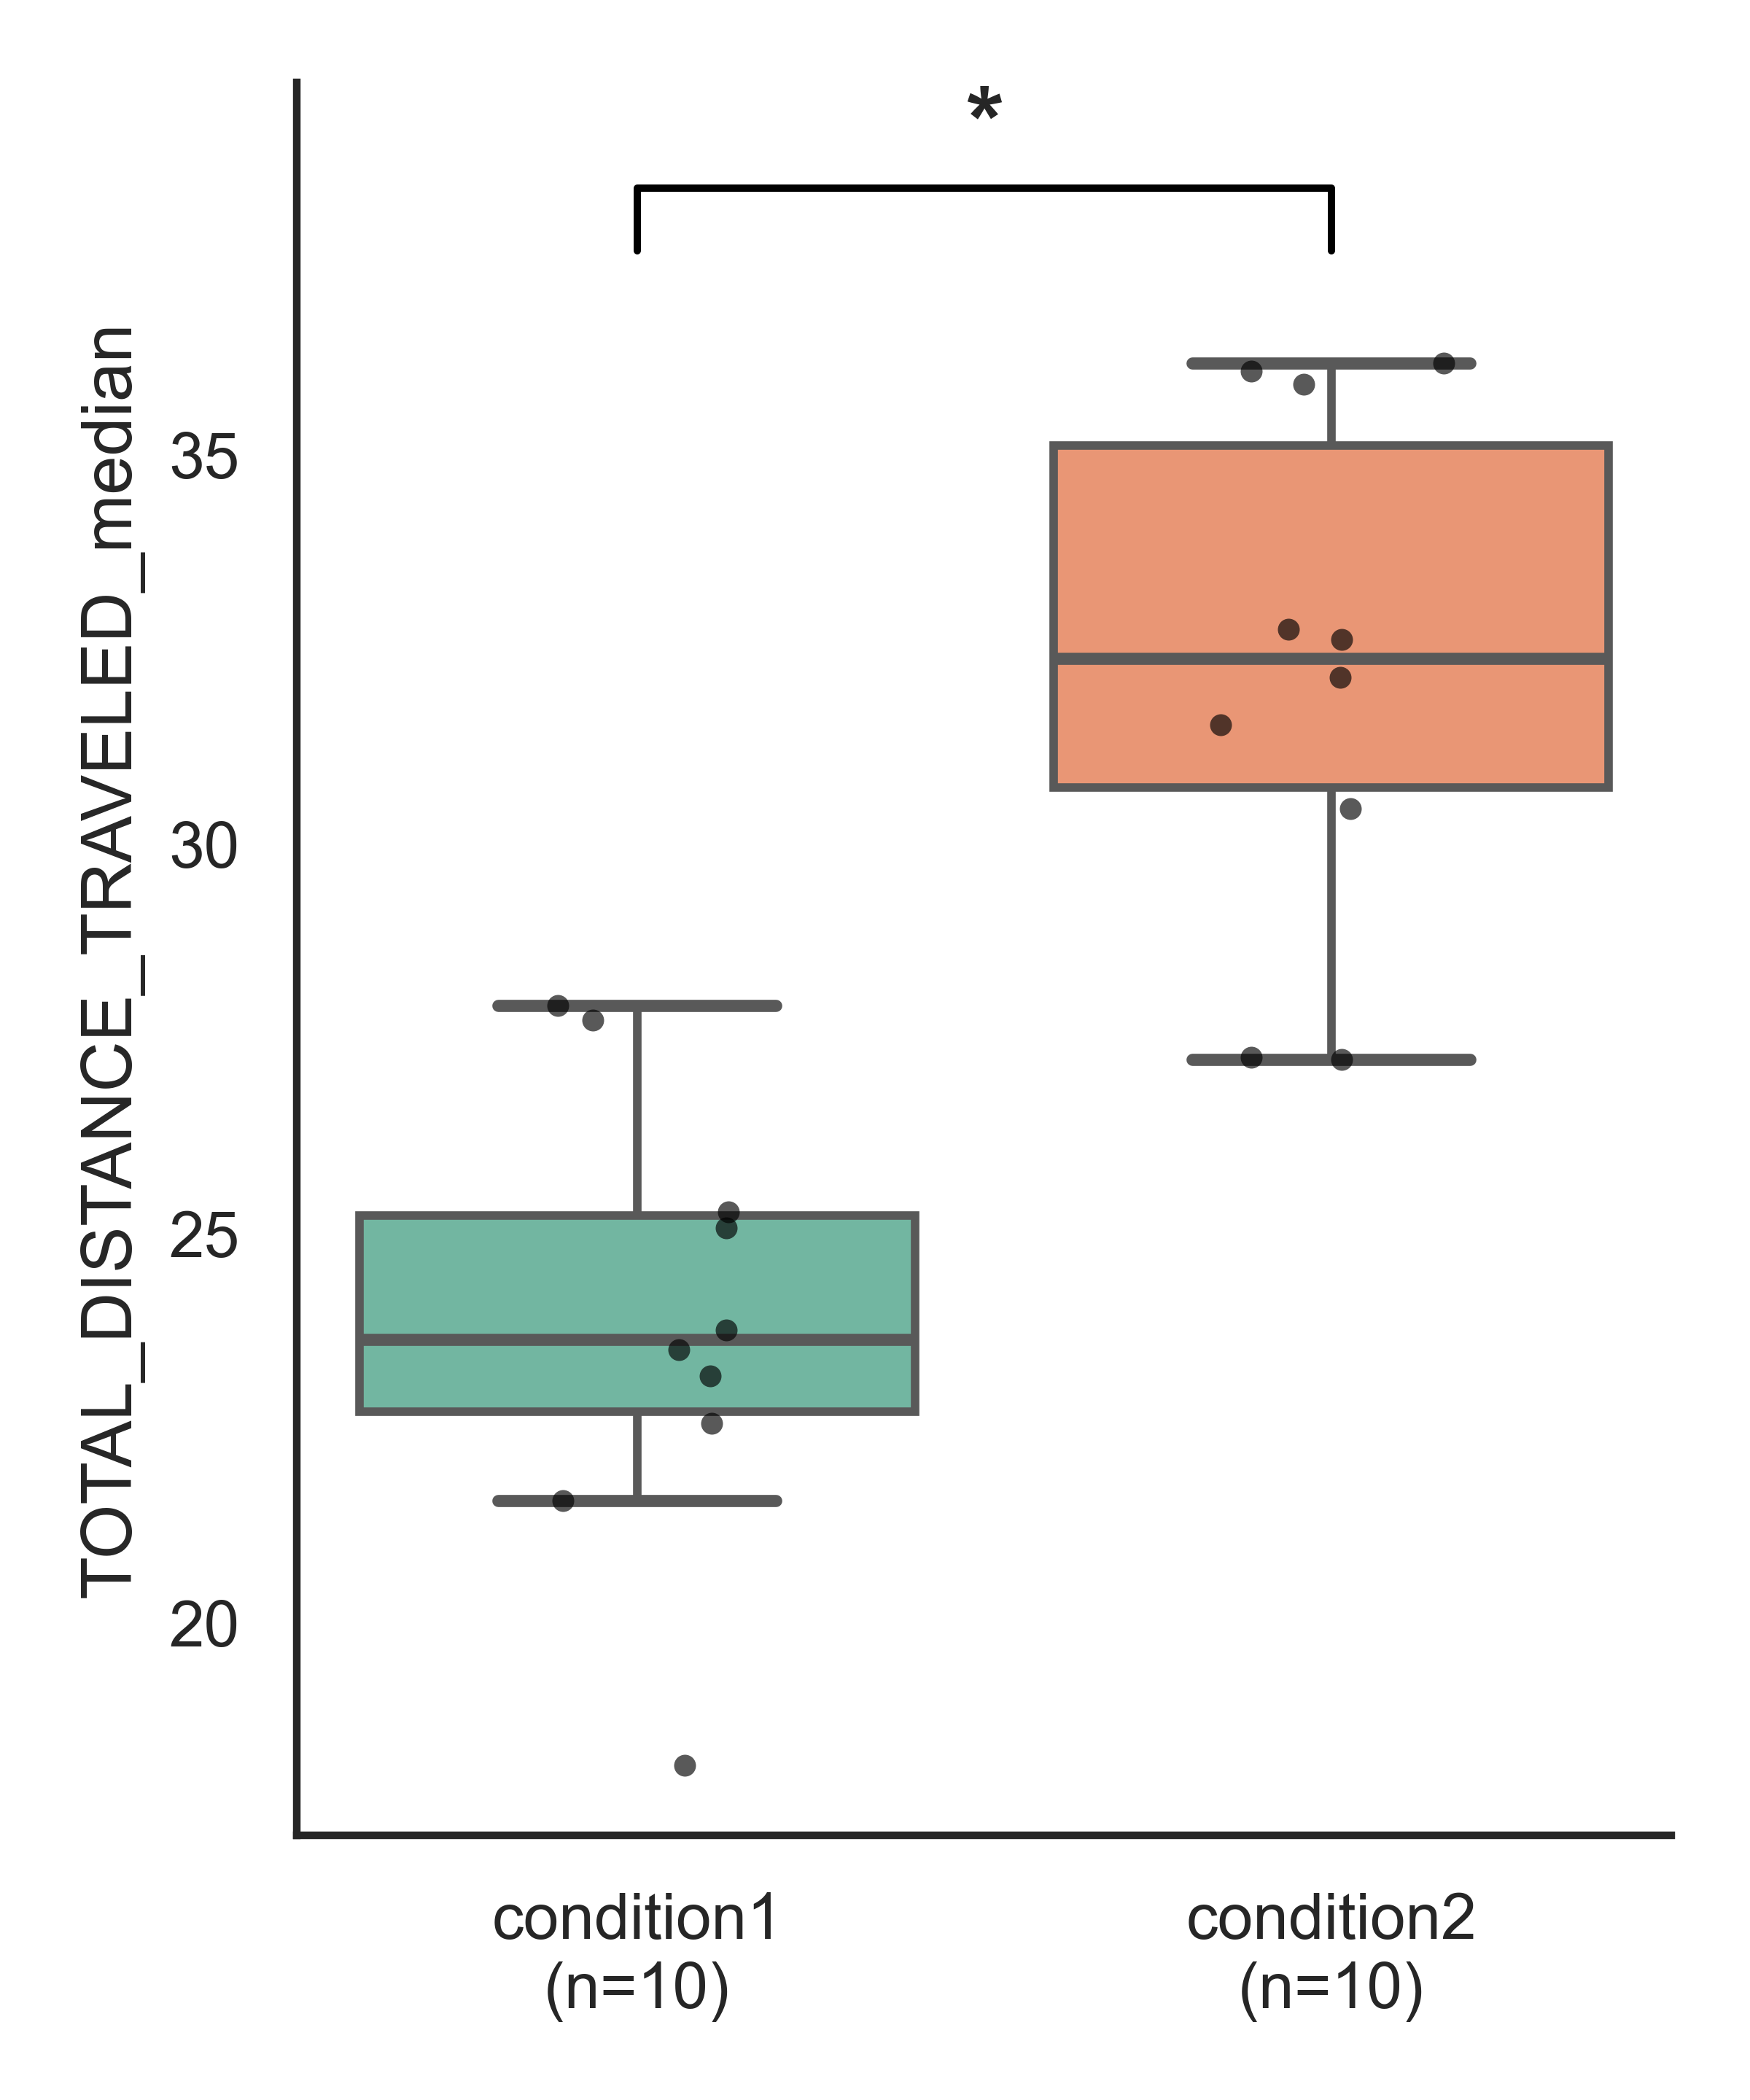 *
TOTAL_DISTANCE_TRAVELED_median
35
30
25
20
condition1
(n=10)
condition2
(n=10)